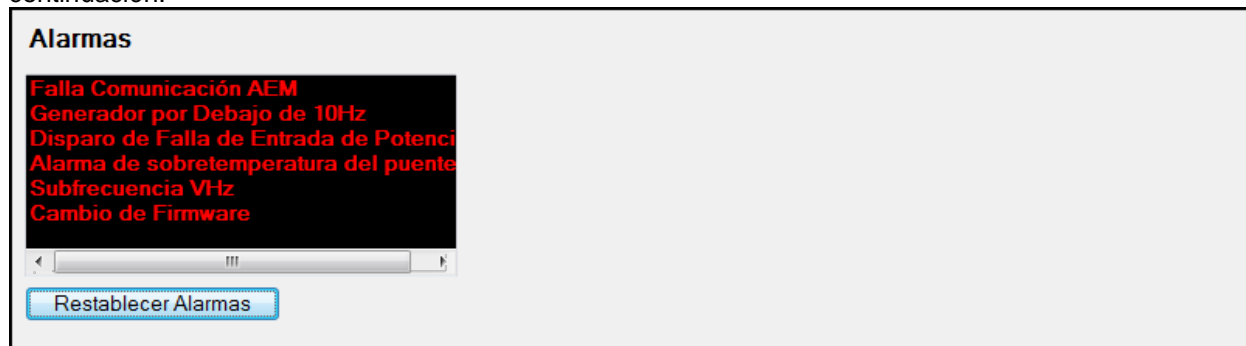 continuación.
Alarmas
Falla Comunicación AEM
Generador por Debajo de 10Hz
Disparo de Falla de Entrada de Potenci
Alarma de sobretemperatura del puente
Subfrecuencia VHz
Cambio de Firmware
Restablecer Alarmas